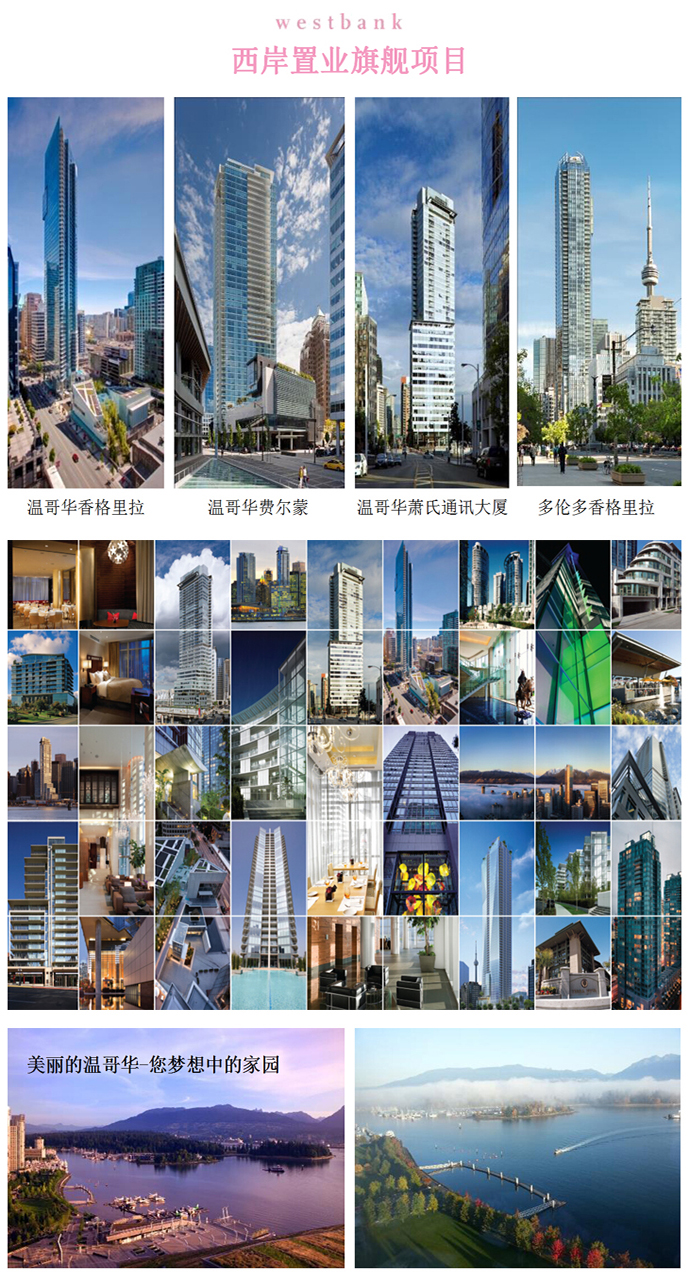 westbank
西岸置业旗舰项目
温哥华香格里拉
温哥华费尔蒙
温哥华萧氏通讯大厦
多伦多香格里拉
美丽的温哥华-您梦想中的家园